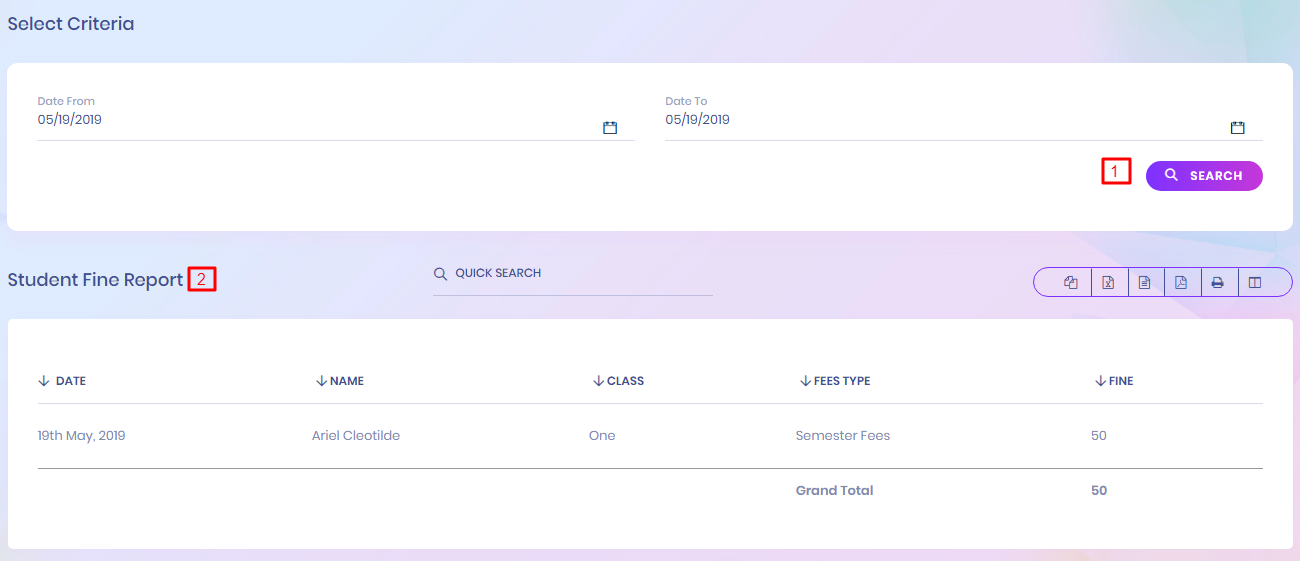 Select Criteria
Date From
05/19/2019
Date To
05/19/2019
1
SEARCH
Student Fine Report 2
QUICK SEARCH
DATE NAME CLASS FEES TYPE FINE
19th May, 2019 Ariel Cleotilde One Semester Fees 50
Grand Total 50